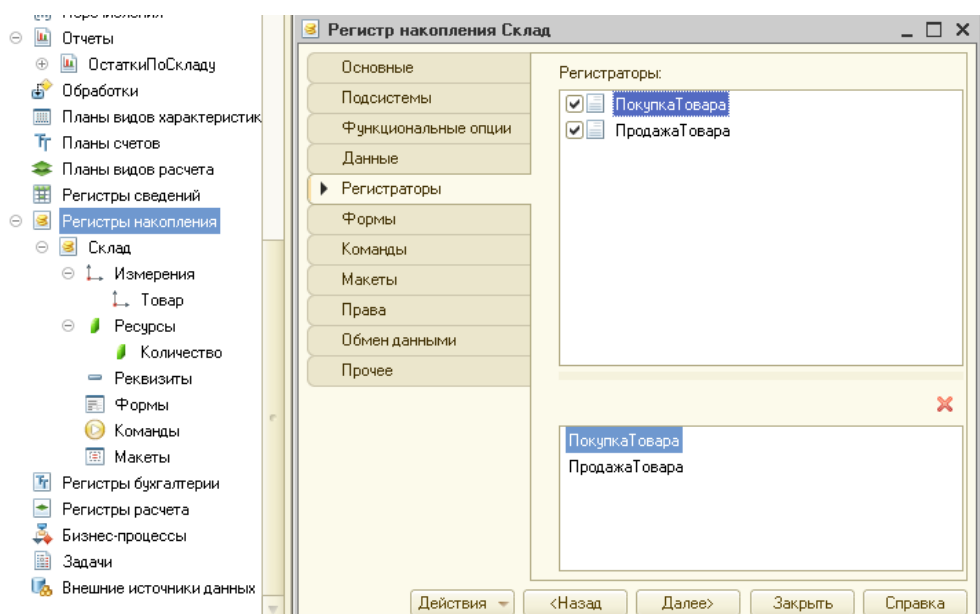 Отчеты
ОстаткиПоСкладу
Обработки
Планы видов характеристик
Планы счетов
Планы видов расчета
Регистры сведений
Регистры накопления
Склад
Измерения
Товар
Ресурсы
Количество
Реквизиты
Формы
Команды
Макеты
Регистры бухгалтерии
Регистры расчета
Бизнес-процессы
Задачи
Внешние источники данных
Регистр накопления Склад
Основные
Подсистемы
Функциональные опции
Данные
Регистраторы
Формы
Команды
Макеты
Права
Обмен данными
Прочее
Регистраторы:
ПокупкаТовара
ПродажаТовара
ПокупкаТовара
ПродажаТовара
Действия
<Назад
Далее>
Закрыть
Справка